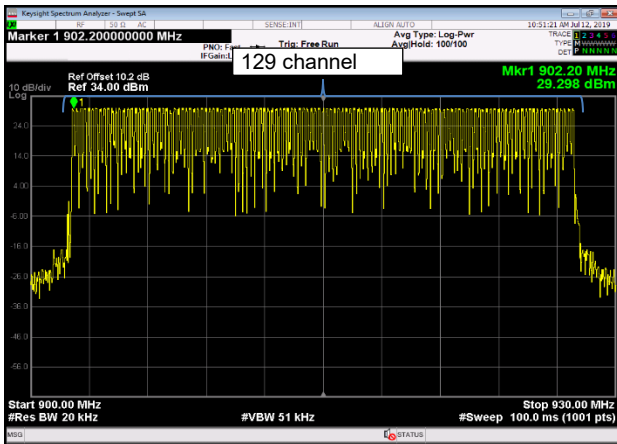 Keysight Spectrum Analyzer - Swept SA
RF 50 Ω AC SENSE:INT ALIGN AUTO 10:51:21 AM Jul 12, 2019
Marker 1 902.200000000 MHz
PNO: Fast Trig: Free Run
IFGain:L
Avg Type: Log-Pwr
Avg|Hold: 100/100
TRACE 1 2 3 4 5 6
TYPE M WWWWW
DET P NNNNN
129 channel
Mkr1 902.20 MHz
29.298 dBm
Ref Offset 10.2 dB
10 dB/div Ref 34.00 dBm
Log
1
24.0
14.0
4.00
-6.00
-16.0
-26.0
-36.0
-46.0
-56.0
Start 900.00 MHz Stop 930.00 MHz
#Res BW 20 kHz #VBW 51 kHz #Sweep 100.0 ms (1001 pts)
MSG STATUS